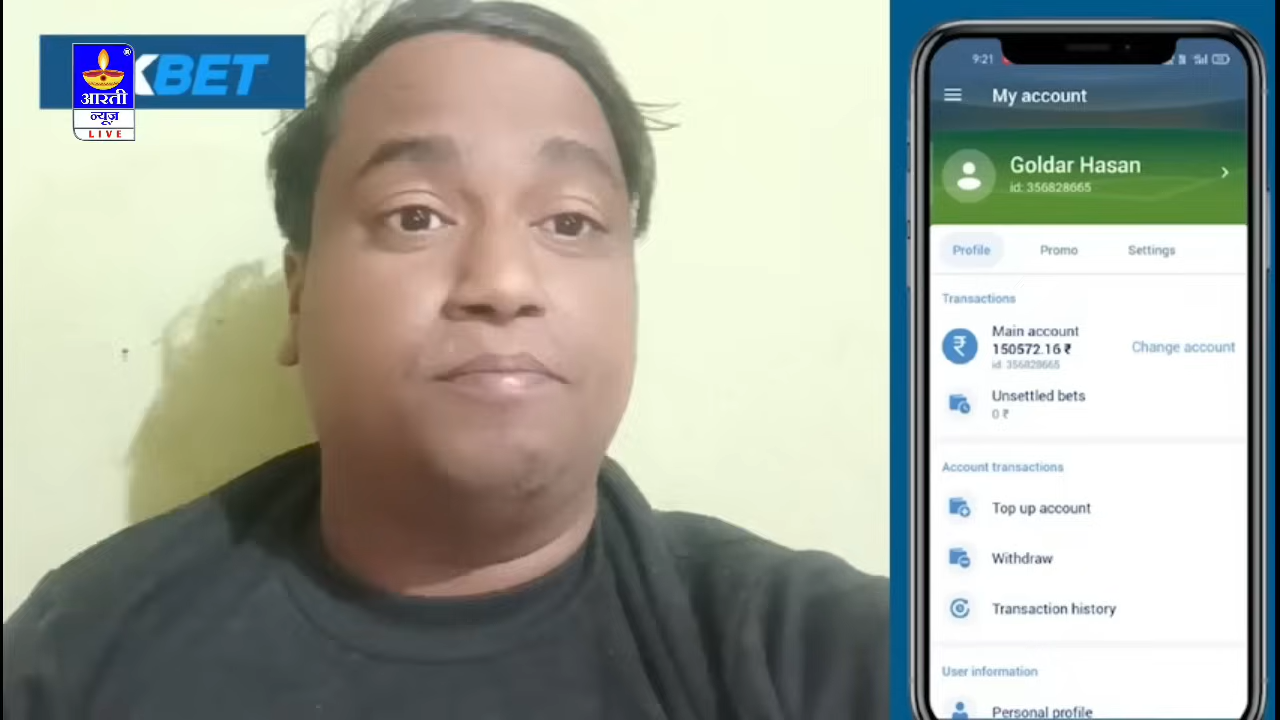 KBET
आरती
न्यूज़
LIVE
9:21
My account
Goldar Hasan
id: 356828665
Profile
Promo
Settings
Transactions
Main account
150572.16 ₹
Change account
id: 356828665
Unsettled bets
0 ₹
Account transactions
Top up account
Withdraw
Transaction history
User information
Personal profile